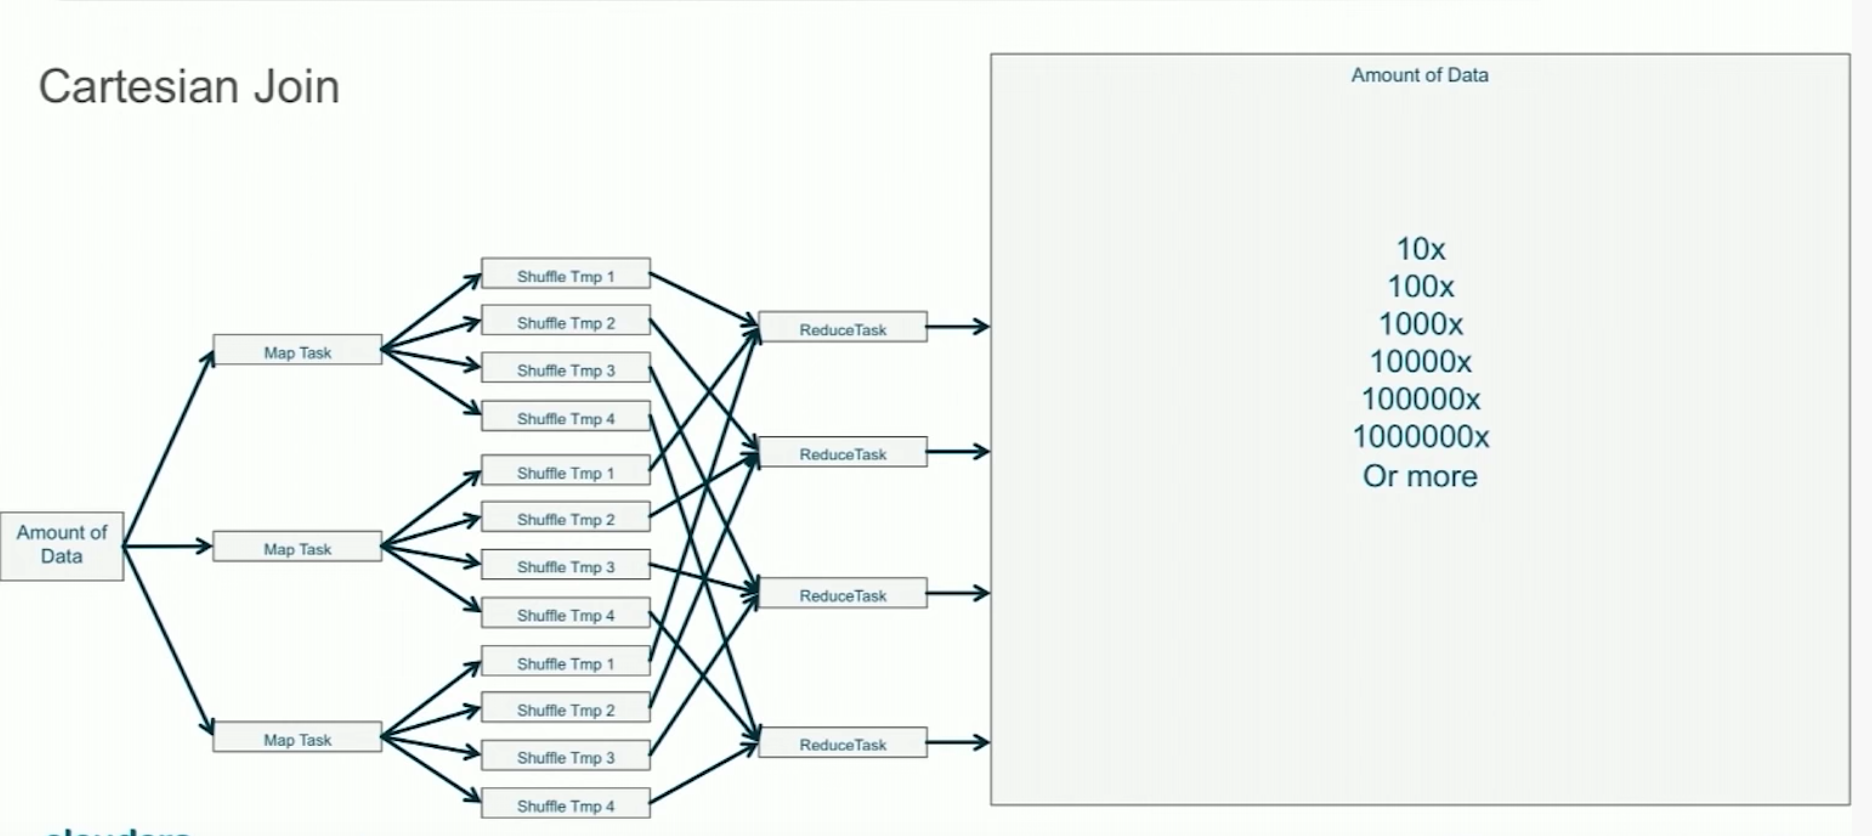 Cartesian Join
Amount of
Data
Map Task
Map Task
Map Task
Shuffle Tmp 1
Shuffle Tmp 2
Shuffle Tmp 3
Shuffle Tmp 4
Shuffle Tmp 1
Shuffle Tmp 2
Shuffle Tmp 3
Shuffle Tmp 4
Shuffle Tmp 1
Shuffle Tmp 2
Shuffle Tmp 3
Shuffle Tmp 4
ReduceTask
ReduceTask
ReduceTask
ReduceTask
Amount of Data
10x
100x
1000x
10000x
100000x
1000000x
Or more